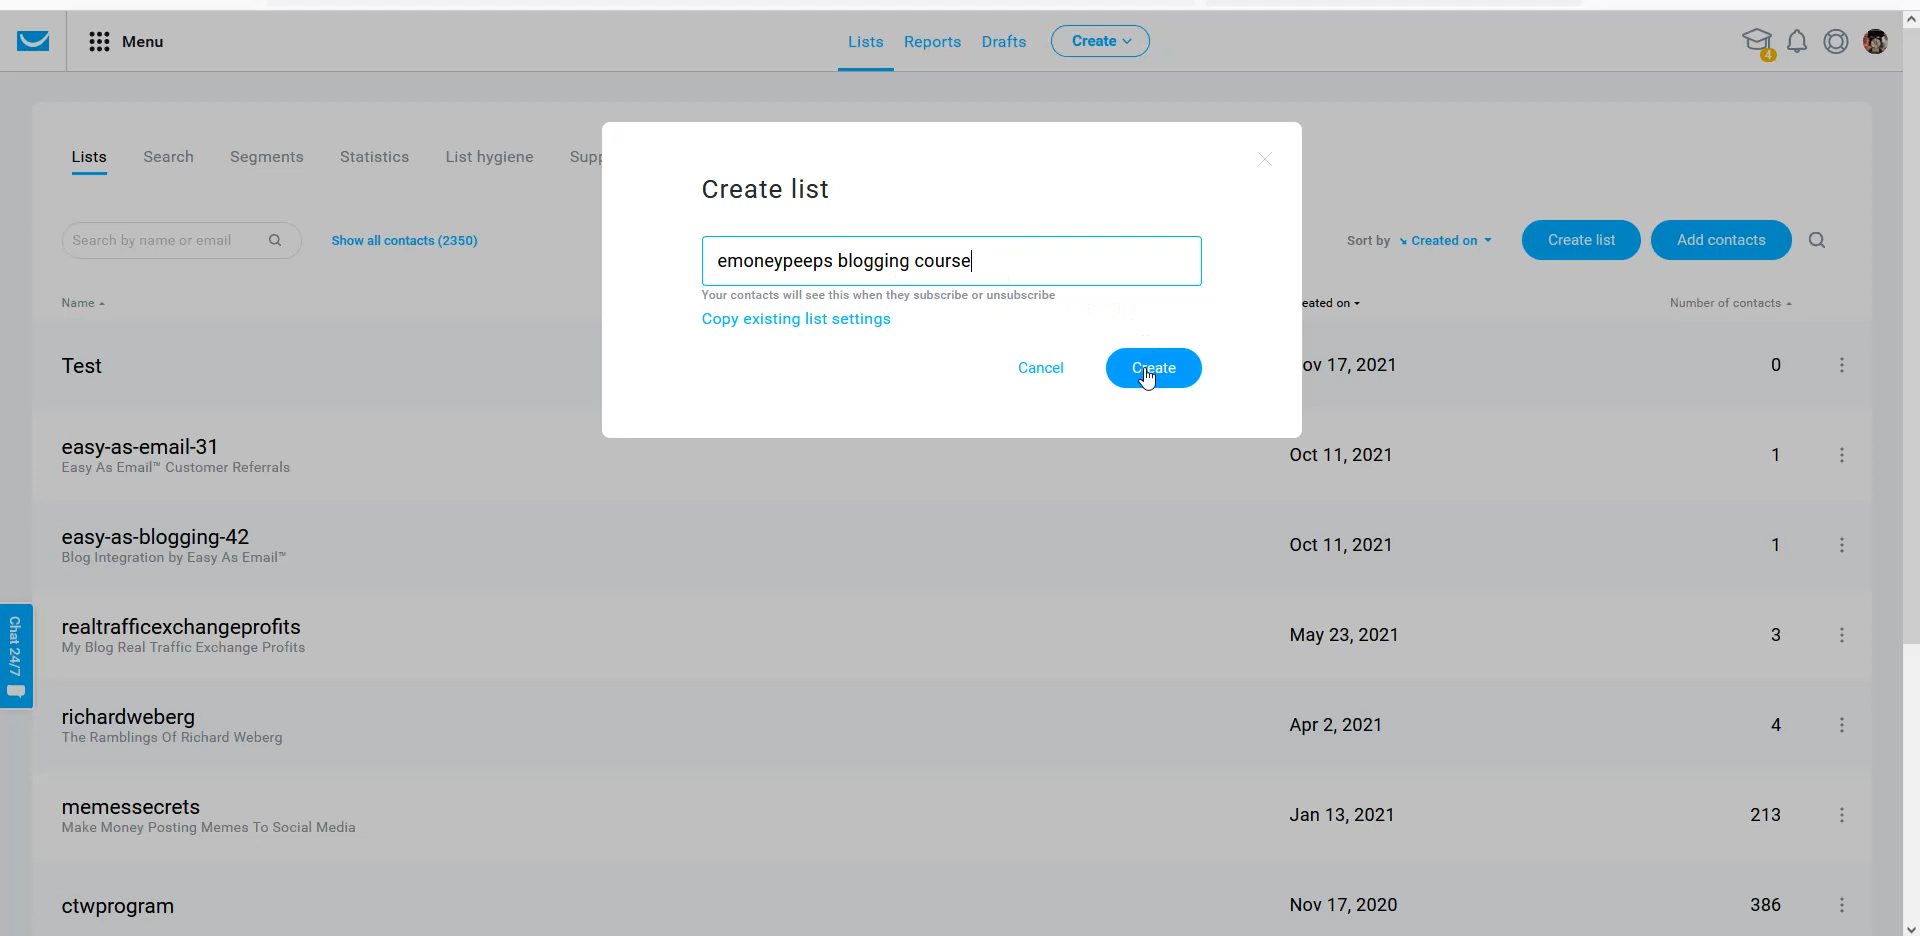 Menu
Lists Reports Drafts Create
4
Lists Search Segments Statistics List hygiene
Create list
Search by name or email Show all contacts (2350)
Sort by Created on Create list Add contacts
emoneypeeps blogging course
Your contacts will see this when they subscribe or unsubscribe
Copy existing list settings
Name eated on Number of contacts
Cancel Create
Test ov 17, 2021 0
easy-as-email-31 Oct 11, 2021 1
Easy As Email™ Customer Referrals
easy-as-blogging-42 Oct 11, 2021 1
Blog Integration by Easy As Email™
realtrafficexchangeprofits May 23, 2021 3
My Blog Real Traffic Exchange Profits
Chat 24/7
richardweberg Apr 2, 2021 4
The Ramblings Of Richard Weberg
memessecrets Jan 13, 2021 213
Make Money Posting Memes To Social Media
ctwprogram Nov 17, 2020 386